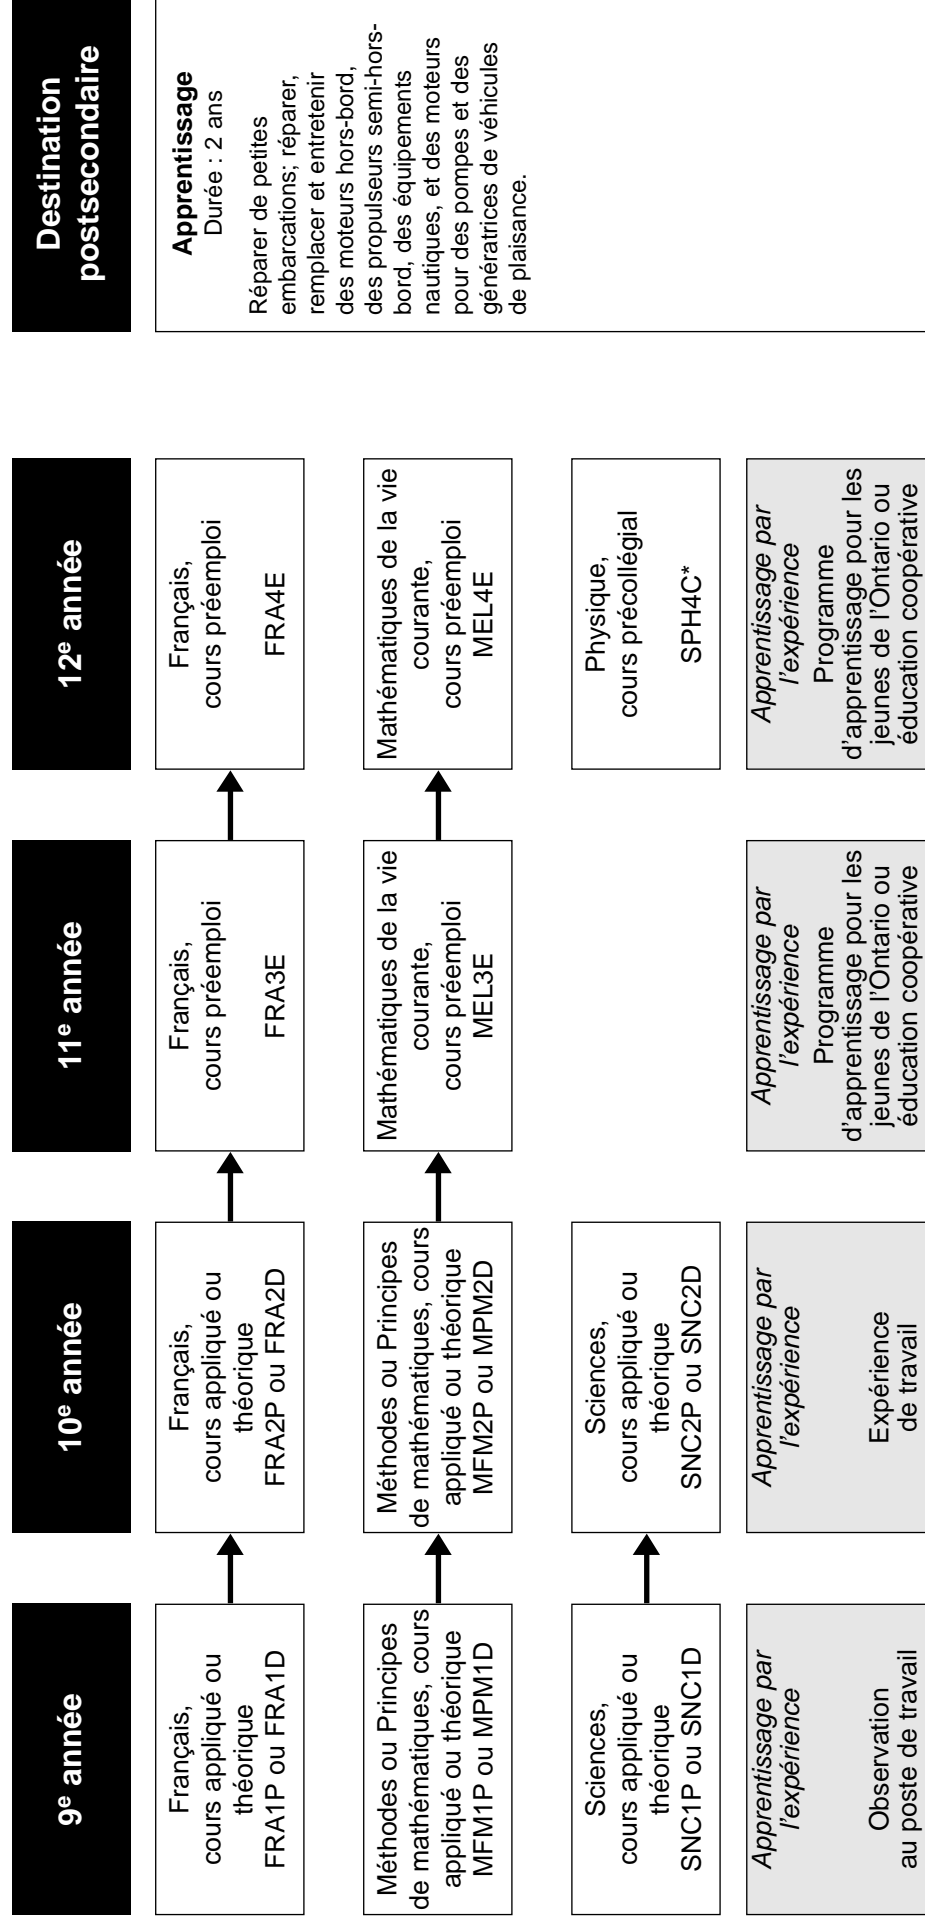 9e année
10e année
11e année
12e année
Destination
postsecondaire
Français,
cours appliqué ou
théorique
FRA1P ou FRA1D
Français,
cours appliqué ou
théorique
FRA2P ou FRA2D
Français,
cours préemploi
FRA3E
Français,
cours préemploi
FRA4E
Apprentissage
Durée : 2 ans
Réparer de petites
embarcations; réparer,
remplacer et entretenir
des moteurs hors-bord,
des propulseurs semi-hors-
bord, des équipements
nautiques, et des moteurs
pour des pompes et des
génératrices de véhicules
de plaisance.
Méthodes ou Principes
de mathématiques, cours
appliqué ou théorique
MFM1P ou MPM1D
Méthodes ou Principes
de mathématiques, cours
appliqué ou théorique
MFM2P ou MPM2D
Mathématiques de la vie
courante,
cours préemploi
MEL3E
Mathématiques de la vie
courante,
cours préemploi
MEL4E
Sciences,
cours appliqué ou
théorique
SNC1P ou SNC1D
Sciences,
cours appliqué ou
théorique
SNC2P ou SNC2D
Physique,
cours précollégial
SPH4C*
Apprentissage par
l'expérience
Observation
au poste de travail
Apprentissage par
l'expérience
Expérience
de travail
Apprentissage par
l'expérience
Programme
d'apprentissage pour les
jeunes de l'Ontario ou
éducation coopérative
Apprentissage par
l'expérience
Programme
d'apprentissage pour les
jeunes de l'Ontario ou
éducation coopérative